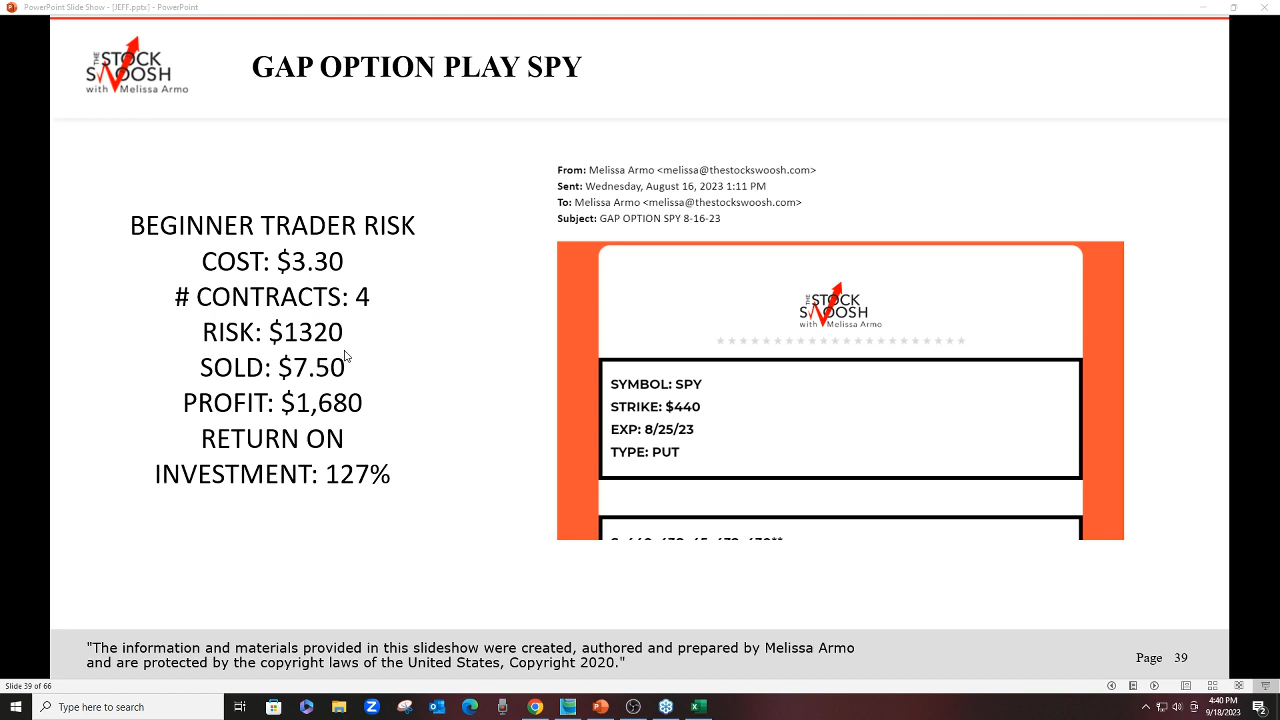 PowerPoint Slide Show - [JEFF.pptx] - PowerPoint
THE
STOCK
SWOOSH
with Melissa Armo
GAP OPTION PLAY SPY
BEGINNER TRADER RISK
COST: $3.30
# CONTRACTS: 4
RISK: $1320
SOLD: $7.50
PROFIT: $1,680
RETURN ON
INVESTMENT: 127%
From: Melissa Armo <melissa@thestockswoosh.com>
Sent: Wednesday, August 16, 2023 1:11 PM
To: Melissa Armo <melissa@thestockswoosh.com>
Subject: GAP OPTION SPY 8-16-23
THE
STOCK
SWOOSH
with Melissa Armo
SYMBOL: SPY
STRIKE: $440
EXP: 8/25/23
TYPE: PUT
"The information and materials provided in this slideshow were created, authored and prepared by Melissa Armo
and are protected by the copyright laws of the United States, Copyright 2020."
Page 39
Slide 39 of 66
Type here to search
4:40 PM
9/18/2023